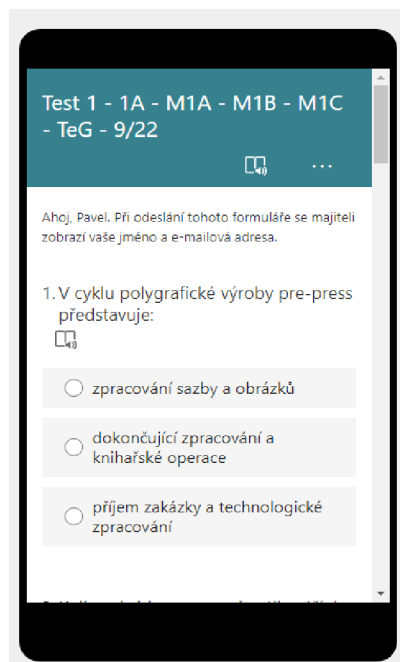 Test 1 - 1A - M1A - M1B - M1C
- TeG - 9/22
Ahoj, Pavel. Při odeslání tohoto formuláře se majiteli
zobrazí vaše jméno a e-mailová adresa.
1. V cyklu polygrafické výroby pre-press
představuje:
zpracování sazby a obrázků
dokončující zpracování a
knihařské operace
příjem zakázky a technologické
zpracování